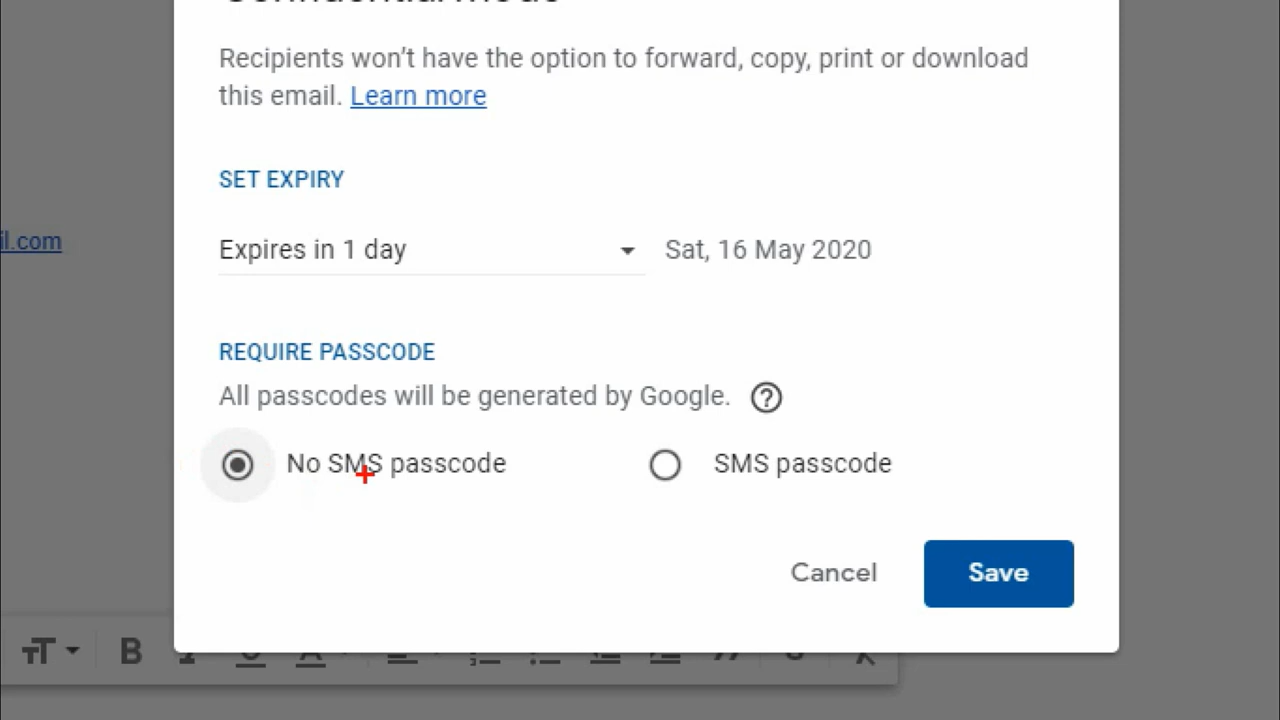 Confidential mode
Recipients won't have the option to forward, copy, print or download
this email. Learn more
SET EXPIRY
il.com
Expires in 1 day
Sat, 16 May 2020
REQUIRE PASSCODE
All passcodes will be generated by Google.
No SMS passcode
SMS passcode
Cancel
Save